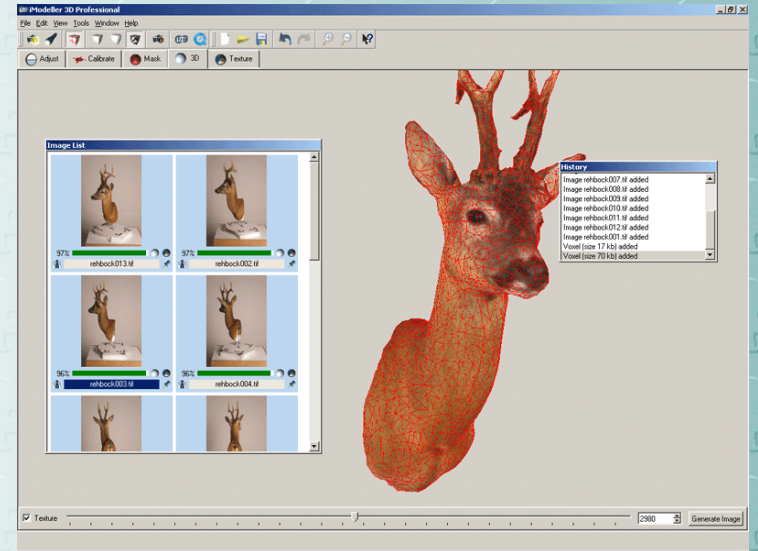 iModeller 3D Professional
File Edit View Tools Window Help
Adjust Calibrate Mask 3D Texture
Image List
97% 97%
rehbock013.tif rehbock002.tif
96% 96%
rehbock003.tif rehbock004.tif
History
Image rehbock007.tif added
Image rehbock008.tif added
Image rehbock009.tif added
Image rehbock010.tif added
Image rehbock011.tif added
Image rehbock012.tif added
Image rehbock001.tif added
Voxel (size 17 kb) added
Voxel (size 70 kb) added
Texture 2980 Generate Image